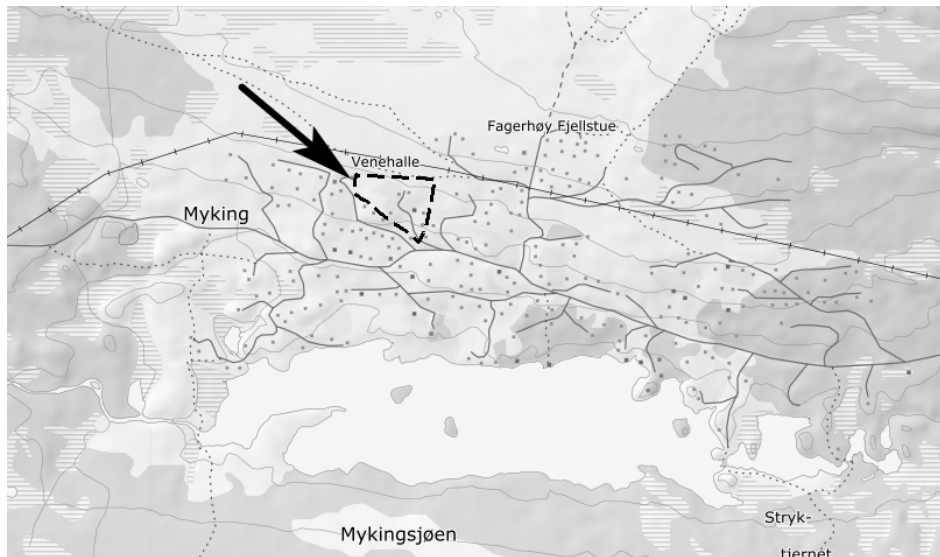 Fagerhøy Fjellstue
Venehalle
Myking
Stryk-
tjernet
Mykingsjøen